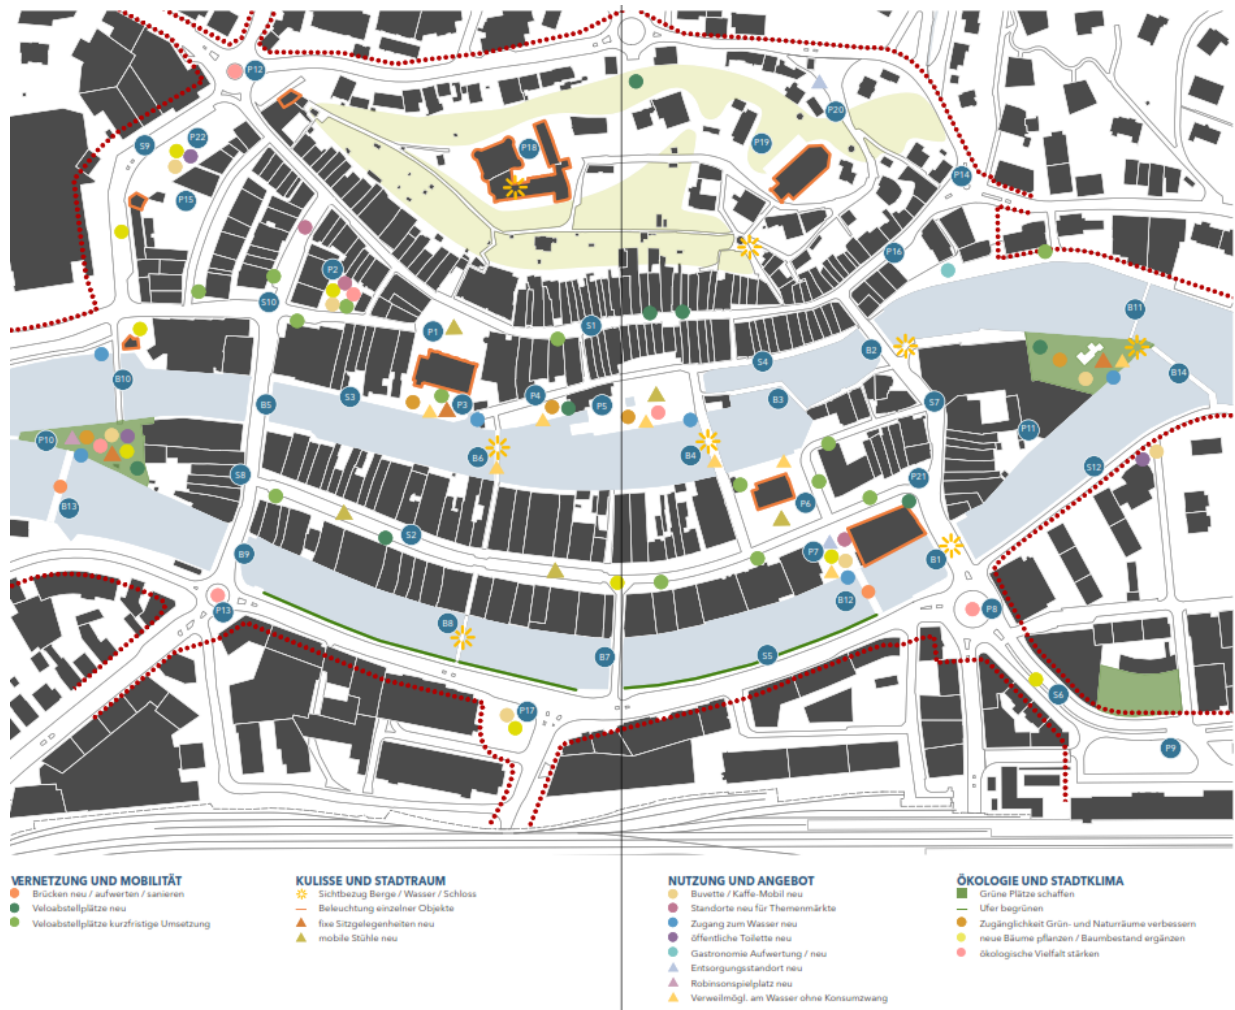 P12
P20
S9
P22
P18
P19
P14
P15
P16
P2
S10
B11
P1
S1
B2
S4
B14
B10
S3
P4
B5
P3
P5
B3
S7
P10
P11
B6
B4
S12
S8
P21
B13
P6
S2
B9
P7
B1
B12
P13
P8
B8
B7
S5
S6
P17
P9
VERNETZUNG UND MOBILITÄT
Brücken neu / aufwerten / sanieren
Veloabstellplätze neu
Veloabstellplätze kurzfristige Umsetzung
KULISSE UND STADTRAUM
Sichtbezug Berge / Wasser / Schloss
Beleuchtung einzelner Objekte
fixe Sitzgelegenheiten neu
mobile Stühle neu
NUTZUNG UND ANGEBOT
Buvette / Kaffe-Mobil neu
Standorte neu für Themenmärkte
Zugang zum Wasser neu
öffentliche Toilette neu
Gastronomie Aufwertung / neu
Entsorgungsstandort neu
Robinsonspielplatz neu
Verweilmögl. am Wasser ohne Konsumzwang
ÖKOLOGIE UND STADTKLIMA
Grüne Plätze schaffen
Ufer begrünen
Zugänglichkeit Grün- und Naturräume verbessern
neue Bäume pflanzen / Baumbestand ergänzen
ökologische Vielfalt stärken